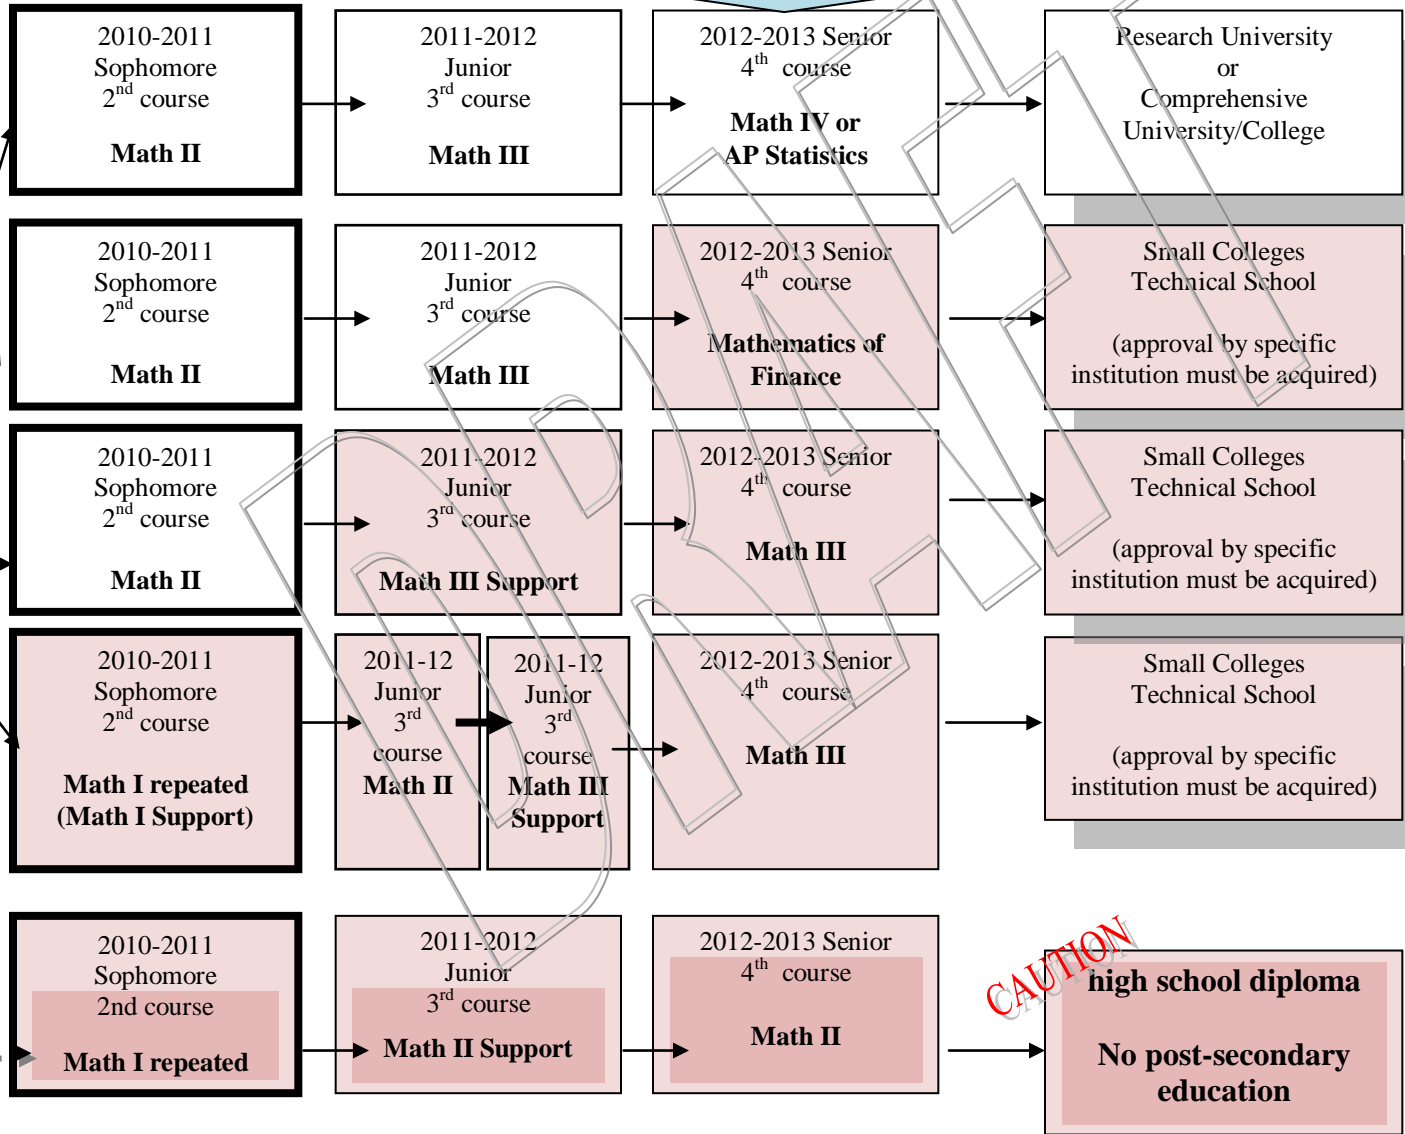 2010-2011
Sophomore
2nd course
Math II
2011-2012
Junior
3rd course
Math III
2012-2013 Senior
4th course
Math IV or
AP Statistics
Research University
or
Comprehensive
University/College
2010-2011
Sophomore
2nd course
Math II
2011-2012
Junior
3rd course
Math III
2012-2013 Senior
4th course
Mathematics of
Finance
Small Colleges
Technical School
(approval by specific
institution must be acquired)
2010-2011
Sophomore
2nd course
Math II
2011-2012
Junior
3rd course
Math III Support
2012-2013 Senior
4th course
Math III
Small Colleges
Technical School
(approval by specific
institution must be acquired)
2010-2011
Sophomore
2nd course
Math I repeated
(Math I Support)
2011-12
Junior
3rd
course
Math II
2011-12
Junior
3rd
course
Math III
Support
2012-2013 Senior
4th course
Math III
Small Colleges
Technical School
(approval by specific
institution must be acquired)
2010-2011
Sophomore
2nd course
Math I repeated
2011-2012
Junior
3rd course
Math II Support
2012-2013 Senior
4th course
Math II
CAUTION
high school diploma
No post-secondary
education
DRAFT